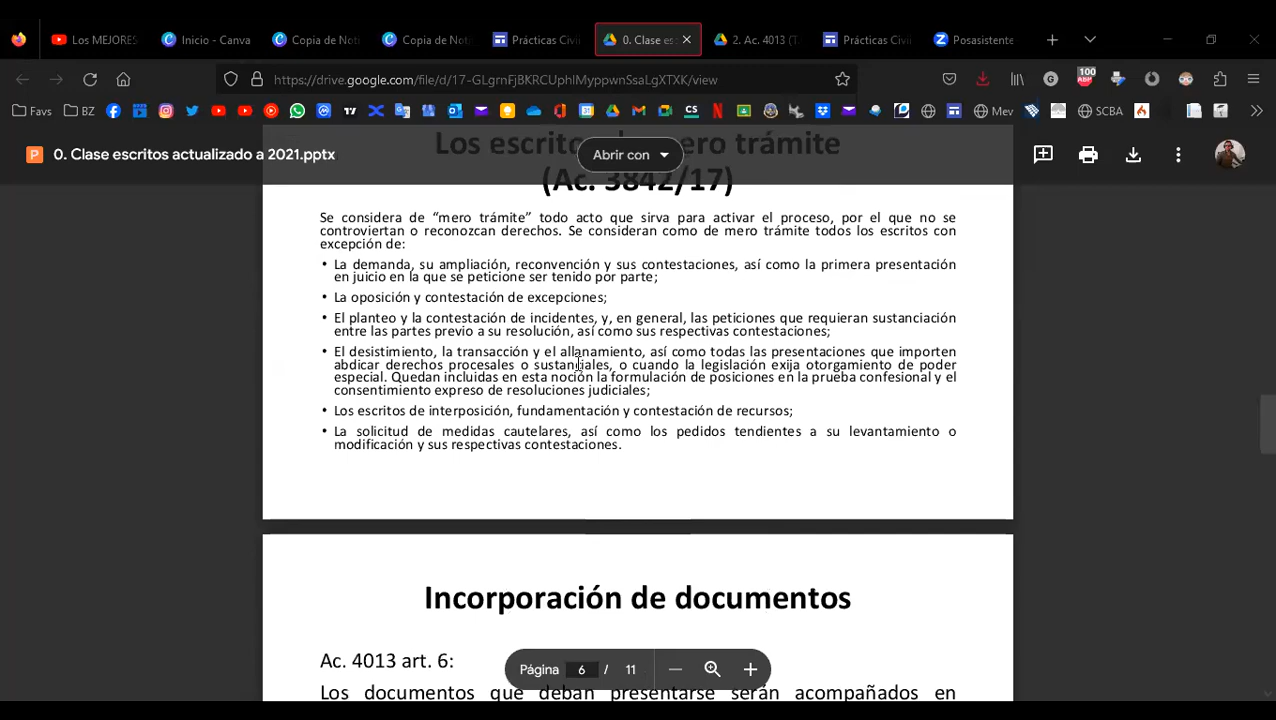 Los MEJORES
Inicio - Canva
Copia de Not
Copia de Not
Prácticas Civil
0. Clase es
2. Ac. 4013 (T
Prácticas Civil
Posasistente
https://drive.google.com/file/d/17-GLgrnFjBKRCUphlMyppwnSsaLgXTXK/view
100
Favs
BZ
Mev
SCBA
0. Clase escritos actualizado a 2021.pptx
Abrir con
Los escrito mero trámite
(Ac. 3842/17)
Se considera de “mero trámite” todo acto que sirva para activar el proceso, por el que no se
controviertan o reconozcan derechos. Se consideran como de mero trámite todos los escritos con
excepción de:
• La demanda, su ampliación, reconvención y sus contestaciones, así como la primera presentación
en juicio en la que se peticione ser tenido por parte;
• La oposición y contestación de excepciones;
• El planteo y la contestación de incidentes, y, en general, las peticiones que requieran sustanciación
entre las partes previo a su resolución, así como sus respectivas contestaciones;
• El desistimiento, la transacción y el allanamiento, así como todas las presentaciones que importen
abdicar derechos procesales o sustanciales, o cuando la legislación exija otorgamiento de poder
especial. Quedan incluidas en esta noción la formulación de posiciones en la prueba confesional y el
consentimiento expreso de resoluciones judiciales;
• Los escritos de interposición, fundamentación y contestación de recursos;
• La solicitud de medidas cautelares, así como los pedidos tendientes a su levantamiento o
modificación y sus respectivas contestaciones.
Incorporación de documentos
Ac. 4013 art. 6:
Los documentos que deban presentarse serán acompañados en
Página 6 / 11